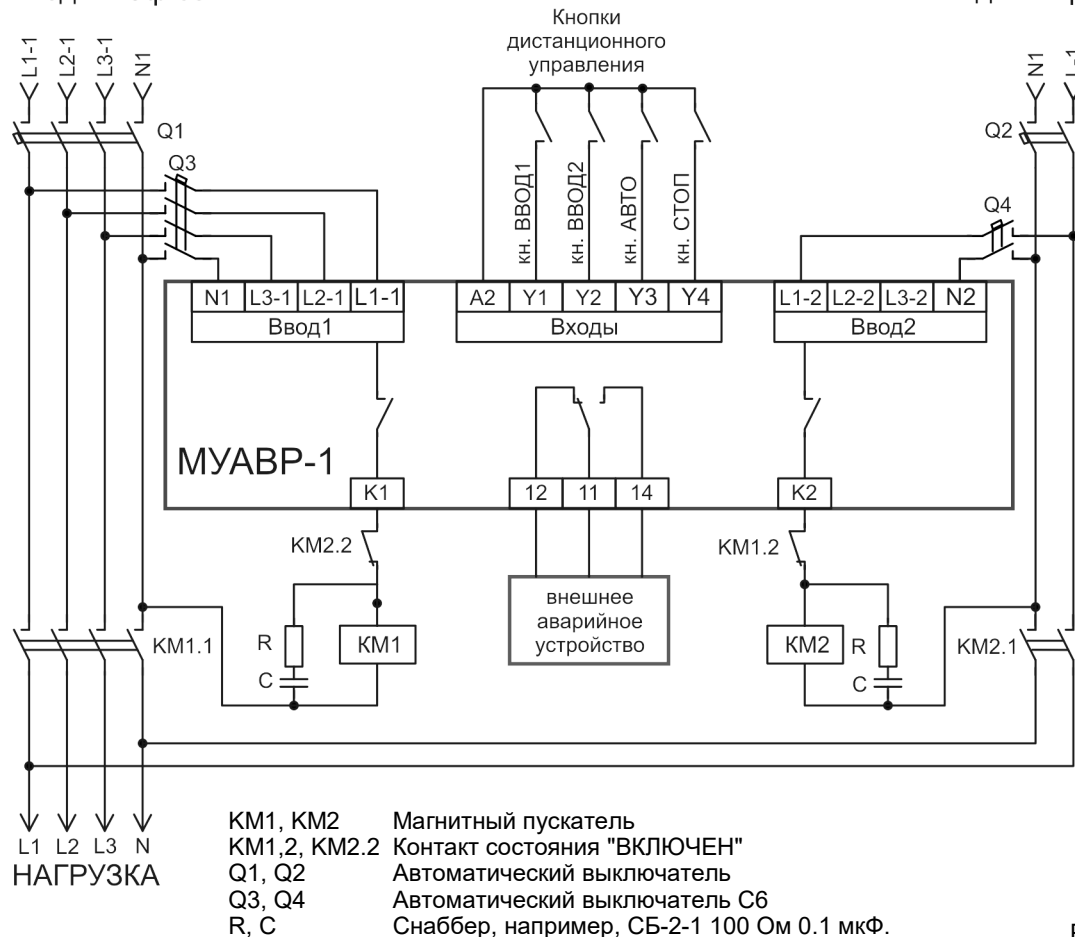 Кнопки
дистанционного
управления
L1-1
L2-1
L3-1
N1
N1
Q1
Q2
Q3
Q4
кн. ВВОД1
кн. ВВОД2
кн. АВТО
кн. СТОП
N1 L3-1 L2-1 L1-1
Ввод1
A2 Y1 Y2 Y3 Y4
Входы
L1-2 L2-2 L3-2 N2
Ввод2
МУАВР-1
K1
12 11 14
K2
KM2.2
KM1.2
внешнее
аварийное
устройство
KM1.1
R
C
KM1
KM2
R
C
KM2.1
L1 L2 L3 N
НАГРУЗКА
KM1, KM2 Магнитный пускатель
KM1,2, KM2.2 Контакт состояния "ВКЛЮЧЕН"
Q1, Q2 Автоматический выключатель
Q3, Q4 Автоматический выключатель С6
R, C Снаббер, например, СБ-2-1 100 Ом 0.1 мкФ.